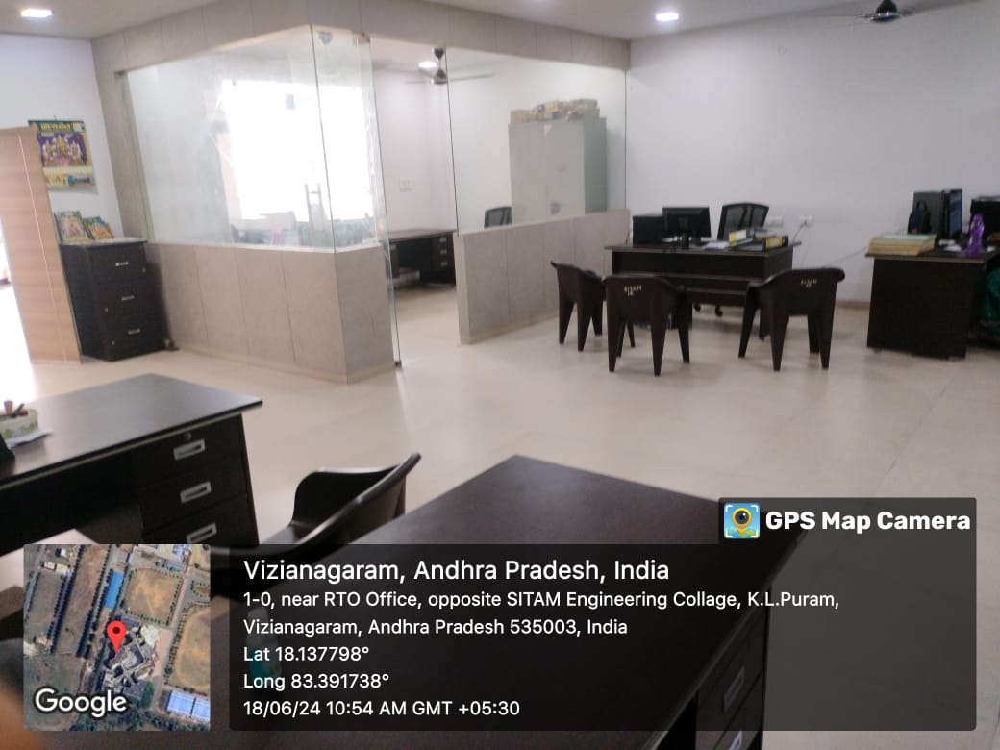 SITAM
SITAM
GPS Map Camera
Vizianagaram, Andhra Pradesh, India
1-0, near RTO Office, opposite SITAM Engineering Collage, K.L.Puram,
Vizianagaram, Andhra Pradesh 535003, India
Lat 18.137798°
Long 83.391738°
18/06/24 10:54 AM GMT +05:30
Google